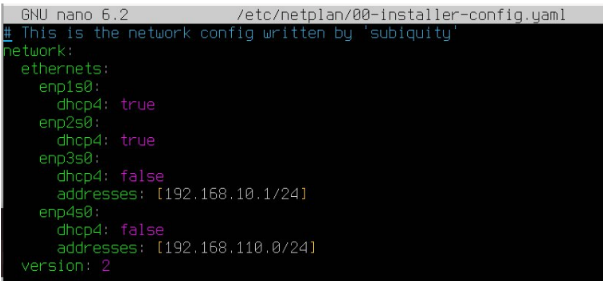 GNU nano 6.2 /etc/netplan/00-installer-config.yaml
# This is the network config written by 'subiquity'
network:
  ethernets:
    enp1s0:
      dhcp4: true
    enp2s0:
      dhcp4: true
    enp3s0:
      dhcp4: false
      addresses: [192.168.10.1/24]
    enp4s0:
      dhcp4: false
      addresses: [192.168.110.0/24]
  version: 2